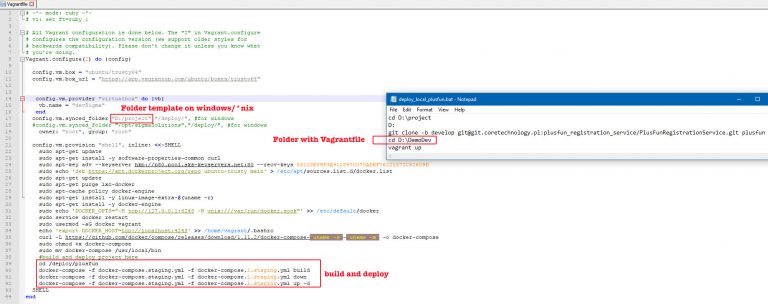 Vagrantfile
# -*- mode: ruby -*-
# vi: set ft=ruby :
# All Vagrant configuration is done below. The "2" in Vagrant.configure
# configures the configuration version (we support older styles for
# backwards compatibility). Please don't change it unless you know what
# you're doing.
Vagrant.configure(2) do |config|
config.vm.box = "ubuntu/trusty64"
config.vm.box_url = "https://app.vagrantup.com/ubuntu/boxes/trusty64"
config.vm.provider "virtualbox" do |vb|
vb.name = "devSigma"
end
Folder template on windows/*nix
config.vm.synced_folder "D:/project", "/deploy/", #for windows
#config.vm.synced_folder "/opt/sigmasolutions","/deploy/", #for windows
owner: "root", group: "root"
config.vm.provision "shell", inline: <<-SHELL
sudo apt-get update
sudo apt-get install -y software-properties-common curl
sudo apt-key adv --keyserver hkp://p80.pool.sks-keyservers.net:80 --recv-keys
sudo echo 'deb https://apt.dockerproject.org/repo ubuntu-trusty main' > /etc/apt/sources.list.d/docker.list
sudo apt-get update
sudo apt-get purge lxc-docker
sudo apt-cache policy docker-engine
sudo apt-get install -y linux-image-extra-$(uname -r)
sudo apt-get install -y docker-engine
sudo echo 'DOCKER_OPTS="-H tcp://127.0.0.1:4243 -H unix:///var/run/docker.sock"' >> /etc/default/docker
sudo service docker restart
sudo usermod -aG docker vagrant
sudo echo "export DOCKER_HOST=tcp://localhost:4243" >> /home/vagrant/.bashrc
curl -L https://github.com/docker/compose/releases/download/1.11.2/docker-compose-`uname -s`-`uname -m` -o docker-compose
sudo chmod +x docker-compose
sudo mv docker-compose /usr/local/bin
#build and deploy project here
cd /deploy/plusfun
docker-compose -f docker-compose.staging.yml -f docker-compose.1.staging.yml build
docker-compose -f docker-compose.staging.yml -f docker-compose.1.staging.yml down
docker-compose -f docker-compose.staging.yml -f docker-compose.1.staging.yml up -d
SHELL
end
build and deploy
Folder with Vagrantfile
deploy_local_plusfun.bat - Notepad
File Edit Format View Help
cd D:\project
D:
git clone -b develop git@git.coretechnology.pl:plusfun_registration_service/PlusFunRegistrationService.git plusfun
cd D:\DemoDev
vagrant up